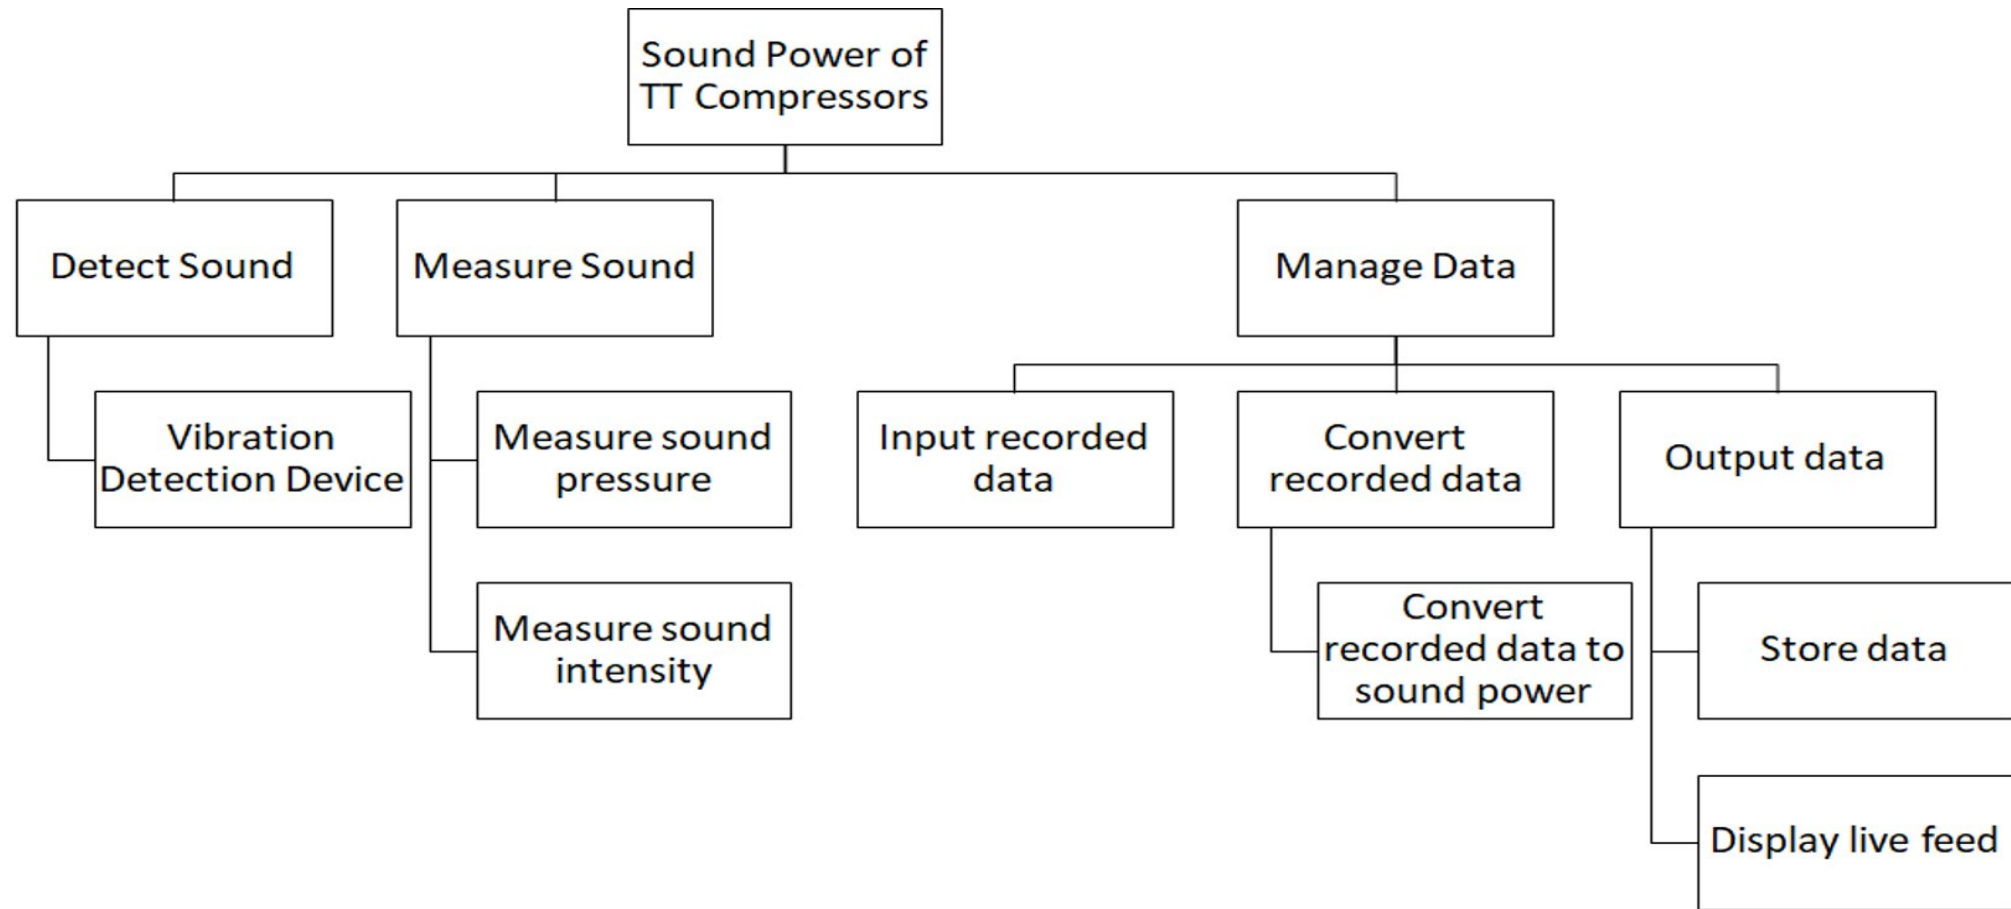 Sound Power of
TT Compressors
Detect Sound
Measure Sound
Manage Data
Vibration
Detection Device
Measure sound
pressure
Input recorded
data
Convert
recorded data
Output data
Measure sound
intensity
Convert
recorded data to
sound power
Store data
Display live feed